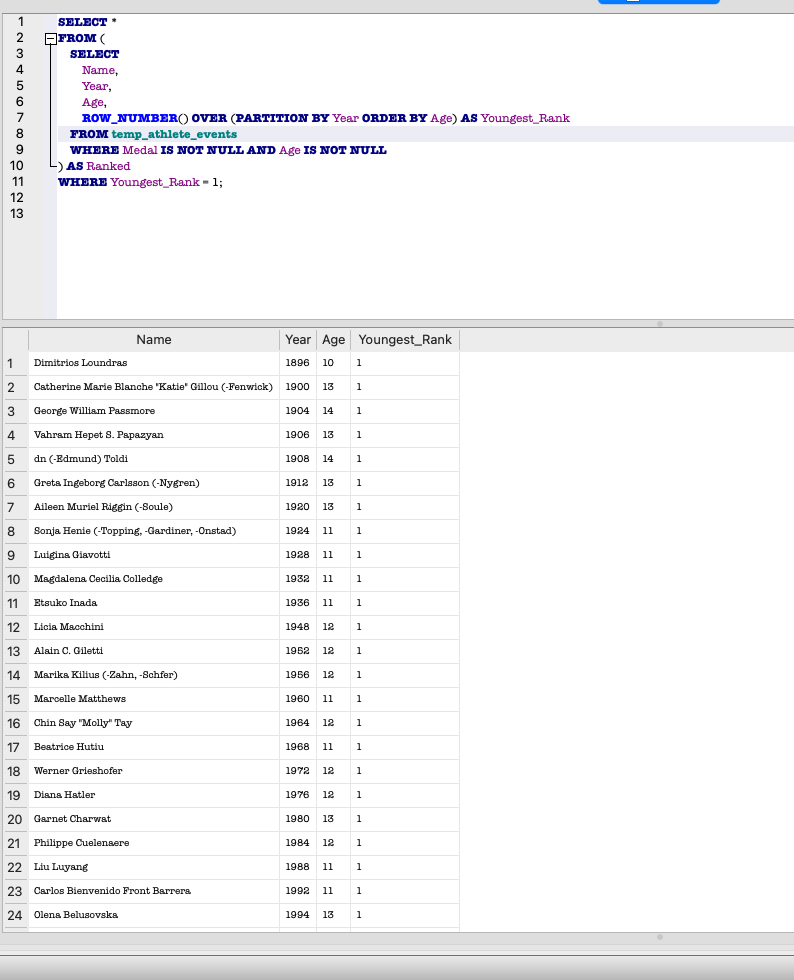 1 SELECT *
2 FROM (
3 SELECT
4 Name,
5 Year,
6 Age,
7 ROW_NUMBER() OVER (PARTITION BY Year ORDER BY Age) AS Youngest_Rank
8 FROM temp_athlete_events
9 WHERE Medal IS NOT NULL AND Age IS NOT NULL
10 ) AS Ranked
11 WHERE Youngest_Rank = 1;
12
13
Name Year Age Youngest_Rank
1 Dimitrios Loundras 1896 10 1
2 Catherine Marie Blanche "Katie" Gillou (-Fenwick) 1900 13 1
3 George William Passmore 1904 14 1
4 Vahram Hepet S. Papazyan 1906 13 1
5 dn (-Edmund) Toldi 1908 14 1
6 Greta Ingeborg Carlsson (-Nygren) 1912 13 1
7 Aileen Muriel Riggin (-Soule) 1920 13 1
8 Sonja Henie (-Topping, -Gardiner, -Onstad) 1924 11 1
9 Luigina Giavotti 1928 11 1
10 Magdalena Cecilia Colledge 1932 11 1
11 Etsuko Inada 1936 11 1
12 Licia Macchini 1948 12 1
13 Alain C. Giletti 1952 12 1
14 Marika Kilius (-Zahn, -Schfer) 1956 12 1
15 Marcelle Matthews 1960 11 1
16 Chin Say "Molly" Tay 1964 12 1
17 Beatrice Hutiu 1968 11 1
18 Werner Grieshofer 1972 12 1
19 Diana Hatler 1976 12 1
20 Garnet Charwat 1980 13 1
21 Philippe Cuelenaere 1984 12 1
22 Liu Luyang 1988 11 1
23 Carlos Bienvenido Front Barrera 1992 11 1
24 Olena Belusovska 1994 13 1